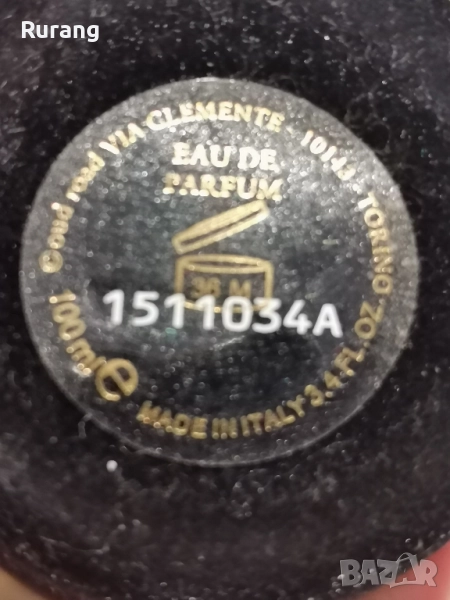 Rurang
© oud road VIA CLEMENTE - 10143 - TORINO
EAU DE
PARFUM
36 M
1511034A
100 ml e
MADE IN ITALY 3.4 FL. OZ.
BAZAR